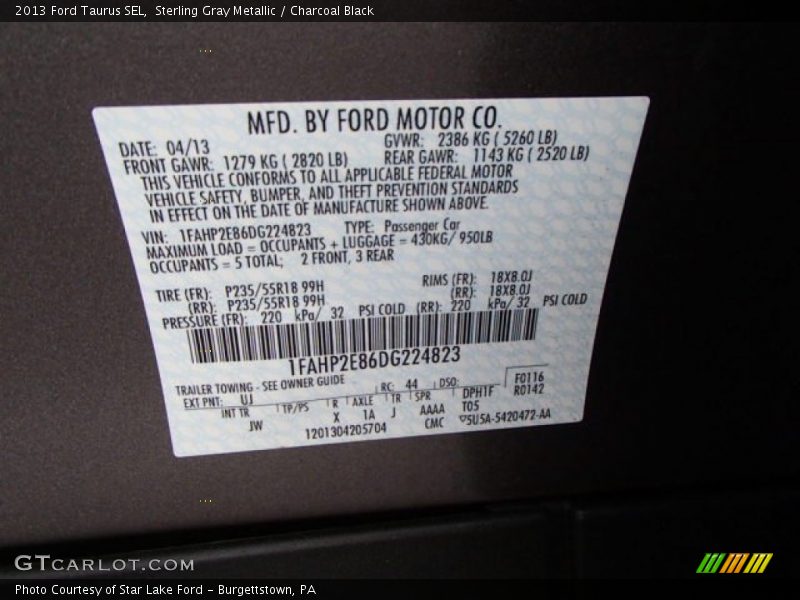 2013 Ford Taurus SEL, Sterling Gray Metallic / Charcoal Black
MFD. BY FORD MOTOR CO.
DATE: 04/13 GVWR: 2386 KG ( 5260 LB)
FRONT GAWR: 1279 KG ( 2820 LB) REAR GAWR: 1143 KG ( 2520 LB)
THIS VEHICLE CONFORMS TO ALL APPLICABLE FEDERAL MOTOR
VEHICLE SAFETY, BUMPER, AND THEFT PREVENTION STANDARDS
IN EFFECT ON THE DATE OF MANUFACTURE SHOWN ABOVE.
VIN: 1FAHP2E86DG224823 TYPE: Passenger Car
MAXIMUM LOAD = OCCUPANTS + LUGGAGE = 430KG/ 950LB
OCCUPANTS = 5 TOTAL; 2 FRONT, 3 REAR
TIRE (FR): P235/55R18 99H RIMS (FR): 18X8.0J
(RR): P235/55R18 99H (RR): 18X8.0J
PRESSURE (FR): 220 kPa/ 32 PSI COLD (RR): 220 kPa/ 32 PSI COLD
1FAHP2E86DG224823
TRAILER TOWING - SEE OWNER GUIDE
EXT PNT: UJ RC: 44 DSO: F0116
INT TR TP/PS R AXLE TR SPR DPH1F R0142
JW X 1A J AAAA T05
1201304205704 CMC ▽5U5A-5420472-AA
GTCARLOT.COM
Photo Courtesy of Star Lake Ford - Burgettstown, PA